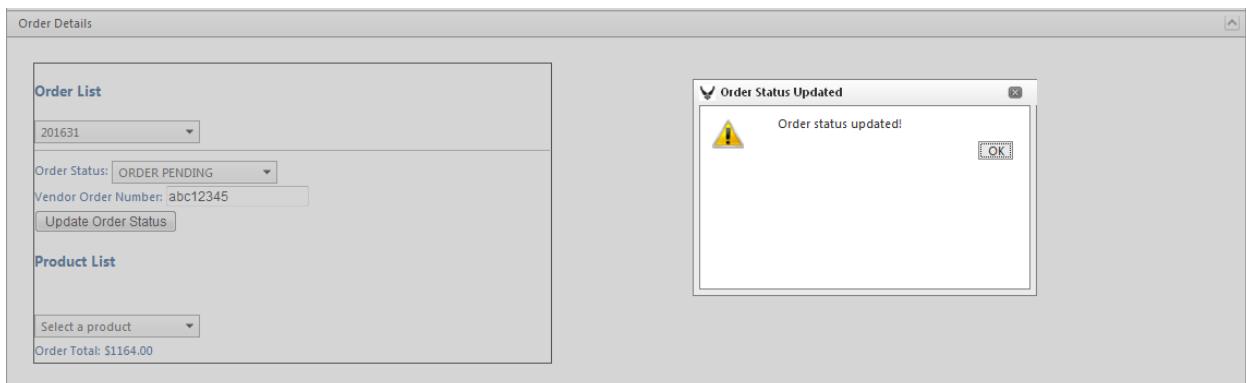 Order Details
Order List
201631
Order Status: ORDER PENDING
Vendor Order Number: abc12345
Update Order Status
Product List
Select a product
Order Total: $1164.00
Order Status Updated
Order status updated!
OK